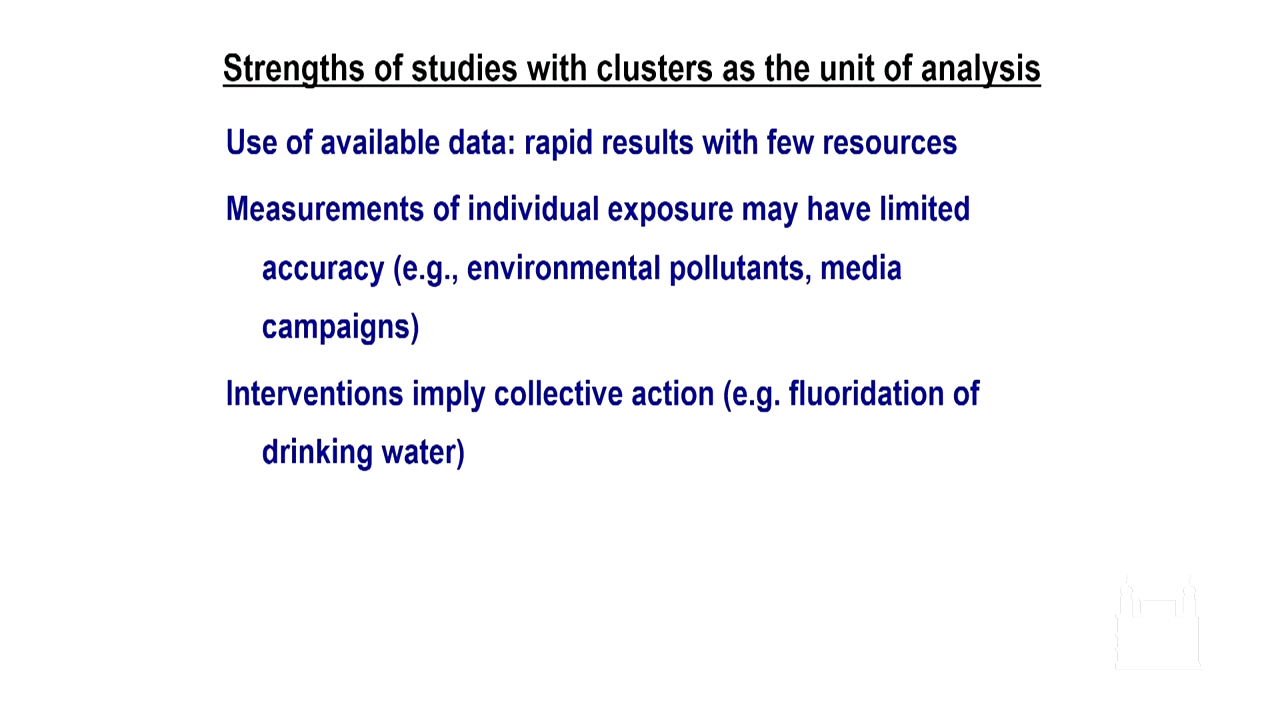 Strengths of studies with clusters as the unit of analysis
Use of available data: rapid results with few resources
Measurements of individual exposure may have limited
accuracy (e.g., environmental pollutants, media
campaigns)
Interventions imply collective action (e.g. fluoridation of
drinking water)